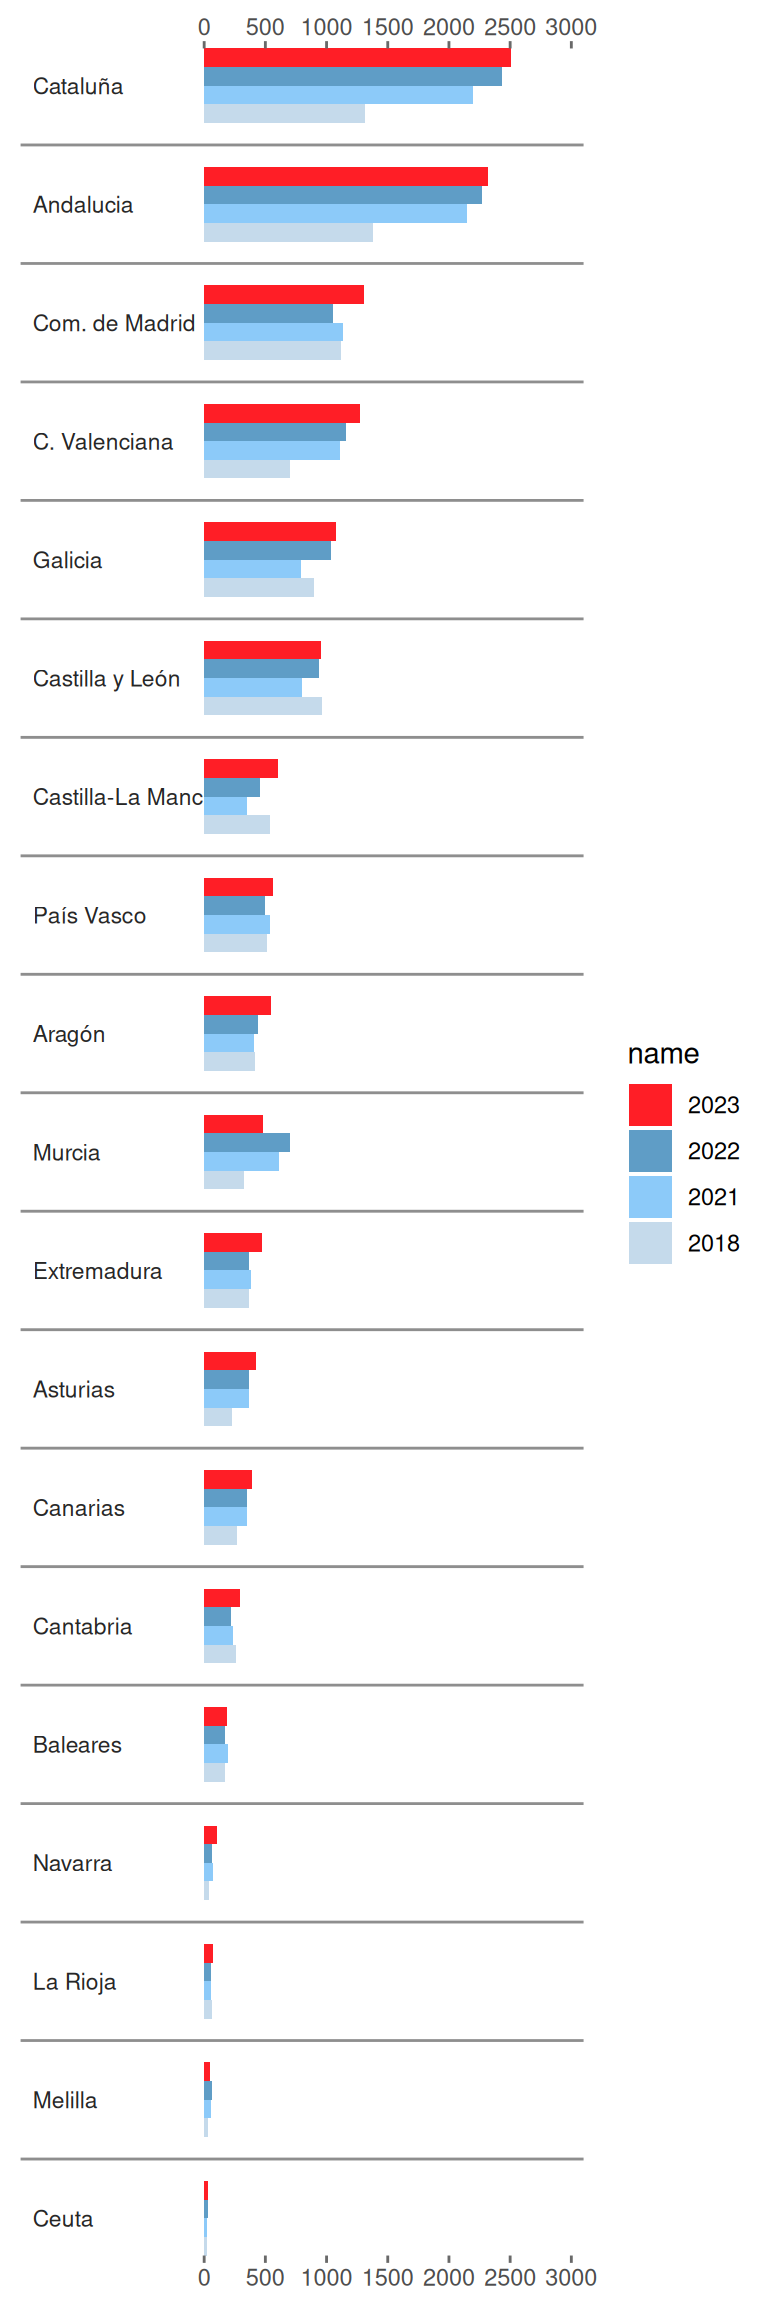 0 500 1000 1500 2000 2500 3000
Cataluña
Andalucia
Com. de Madrid
C. Valenciana
Galicia
Castilla y León
Castilla-La Manc
País Vasco
Aragón
Murcia
Extremadura
Asturias
Canarias
Cantabria
Baleares
Navarra
La Rioja
Melilla
Ceuta
0 500 1000 1500 2000 2500 3000
name
2023
2022
2021
2018